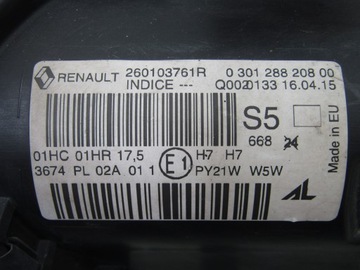 RENAULT 260103761R 0 301 288 208 00
INDICE --- Q002 0133 16.04.15
S5
668 24
01HC 01HR 17,5 E1 H7 H7
3674 PL 02A 01 1 PY21W W5W
AL
Made in EU